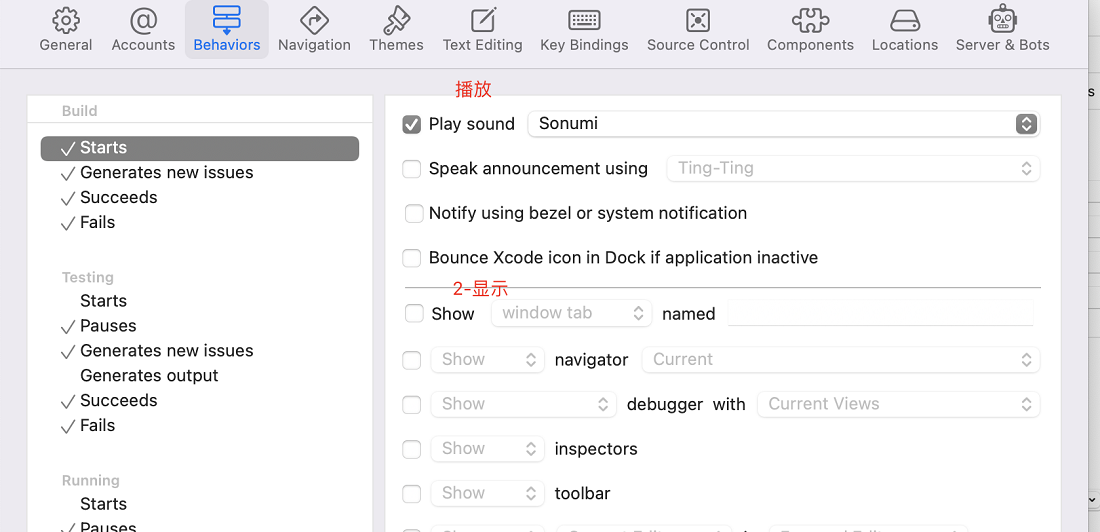 General Accounts Behaviors Navigation Themes Text Editing Key Bindings Source Control Components Locations Server & Bots
Build
Starts
Generates new issues
Succeeds
Fails
Testing
Starts
Pauses
Generates new issues
Generates output
Succeeds
Fails
Running
Starts
Pauses
播放
Play sound Sonumi
Speak announcement using Ting-Ting
Notify using bezel or system notification
Bounce Xcode icon in Dock if application inactive
2-显示
Show window tab named
Show navigator Current
Show debugger with Current Views
Show inspectors
Show toolbar